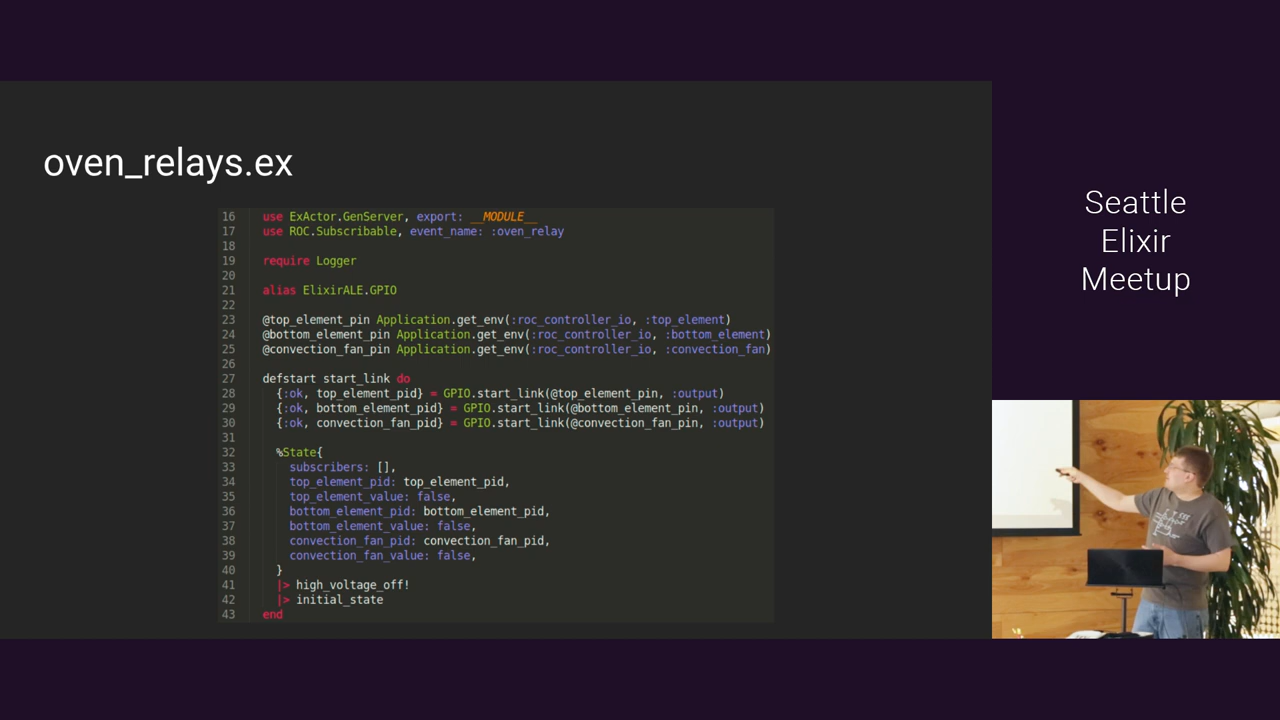 oven_relays.ex
16 use ExActor.GenServer, export: __MODULE__
17 use ROC.Subscribable, event_name: :oven_relay
18
19 require Logger
20
21 alias ElixirALE.GPIO
22
23 @top_element_pin Application.get_env(:roc_controller_io, :top_element)
24 @bottom_element_pin Application.get_env(:roc_controller_io, :bottom_element)
25 @convection_fan_pin Application.get_env(:roc_controller_io, :convection_fan)
26
27 defstart start_link do
28 {:ok, top_element_pid} = GPIO.start_link(@top_element_pin, :output)
29 {:ok, bottom_element_pid} = GPIO.start_link(@bottom_element_pin, :output)
30 {:ok, convection_fan_pid} = GPIO.start_link(@convection_fan_pin, :output)
31
32 %State{
33 subscribers: [],
34 top_element_pid: top_element_pid,
35 top_element_value: false,
36 bottom_element_pid: bottom_element_pid,
37 bottom_element_value: false,
38 convection_fan_pid: convection_fan_pid,
39 convection_fan_value: false,
40 }
41 |> high_voltage_off!
42 |> initial_state
43 end
Seattle
Elixir
Meetup